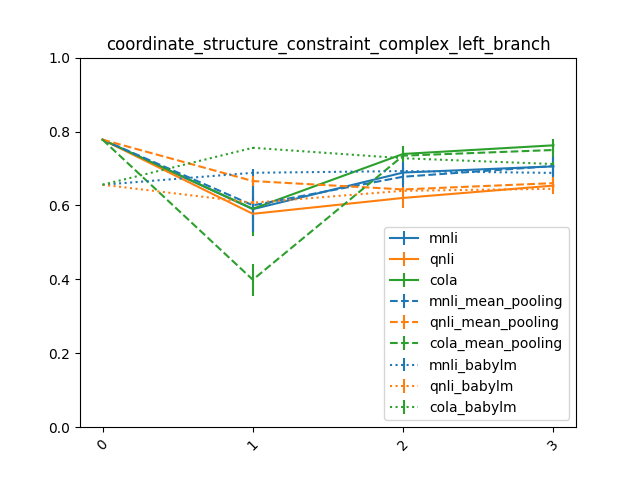 coordinate_structure_constraint_complex_left_branch
1.0
0.8
0.6
0.4
0.2
0.0
0
1
2
3
mnli
qnli
cola
mnli_mean_pooling
qnli_mean_pooling
cola_mean_pooling
mnli_babylm
qnli_babylm
cola_babylm